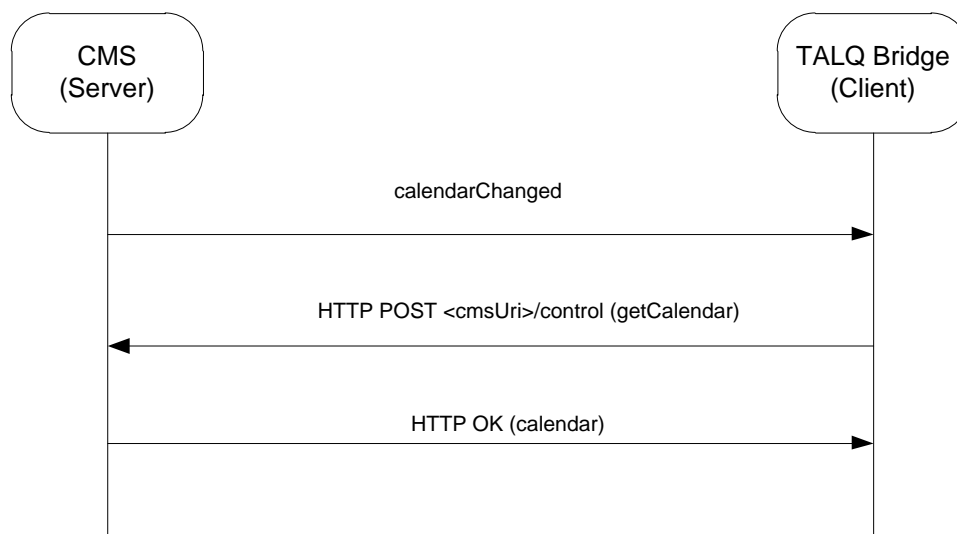 CMS
(Server)
TALQ Bridge
(Client)
calendarChanged
HTTP POST <cmsUri>/control (getCalendar)
HTTP OK (calendar)